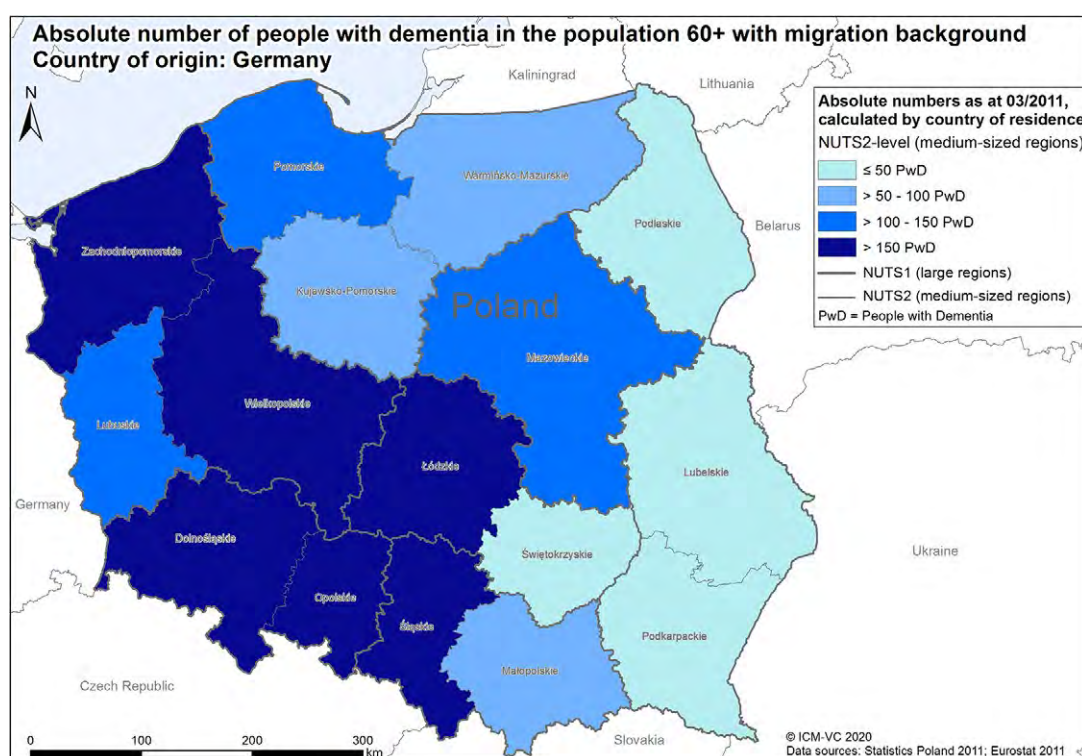 Absolute number of people with dementia in the population 60+ with migration background
Country of origin: Germany
Kaliningrad
Lithuania
N
Absolute numbers as at 03/2011,
calculated by country of residence
NUTS2-level (medium-sized regions)
≤ 50 PwD
> 50 - 100 PwD
> 100 - 150 PwD
> 150 PwD
NUTS1 (large regions)
NUTS2 (medium-sized regions)
PwD = People with Dementia
Pomorskie
Warmińsko-Mazurskie
Podlaskie
Belarus
Zachodniopomorskie
Kujawsko-Pomorskie
Poland
Mazowieckie
Wielkopolskie
Lubuskie
Łódzkie
Lubelskie
Germany
Dolnośląskie
Świętokrzyskie
Ukraine
Opolskie
Śląskie
Podkarpackie
Małopolskie
Czech Republic
Slovakia
0 100 200 300
km
© ICM-VC 2020
Data sources: Statistics Poland 2011; Eurostat 2011